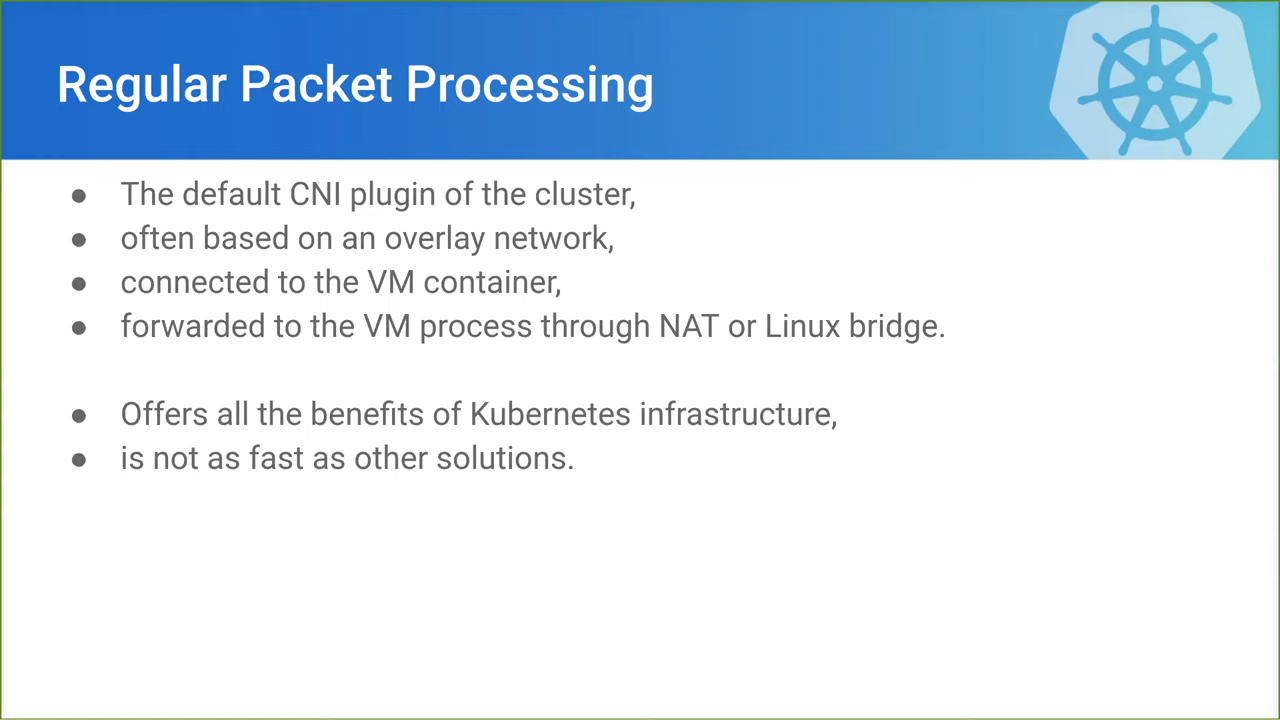 Regular Packet Processing
● The default CNI plugin of the cluster,
● often based on an overlay network,
● connected to the VM container,
● forwarded to the VM process through NAT or Linux bridge.
● Offers all the benefits of Kubernetes infrastructure,
● is not as fast as other solutions.